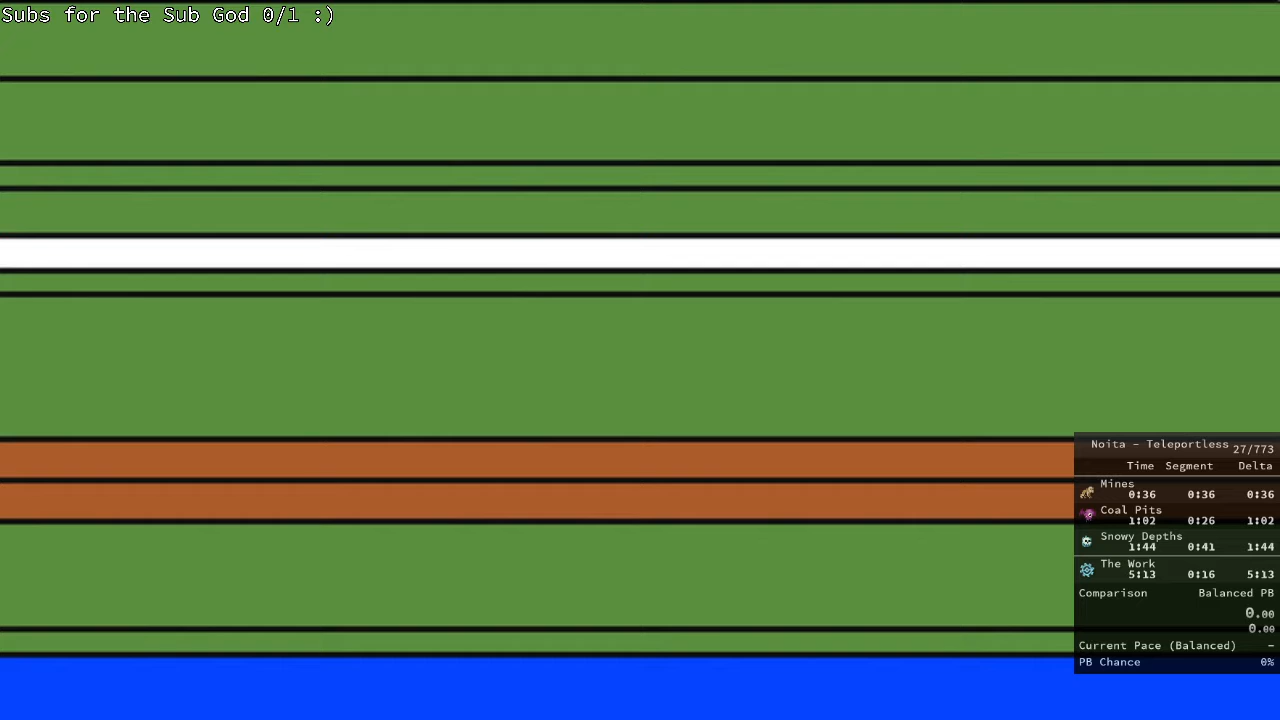 Subs for the Sub God 0/1 :)
Noita - Teleportless 27/773
Time Segment Delta
Mines
0:36 0:36 0:36
Coal Pits
1:02 0:26 1:02
Snowy Depths
1:44 0:41 1:44
The Work
5:13 0:16 5:13
Comparison Balanced PB
0.00
0.00
Current Pace (Balanced) -
PB Chance 0%